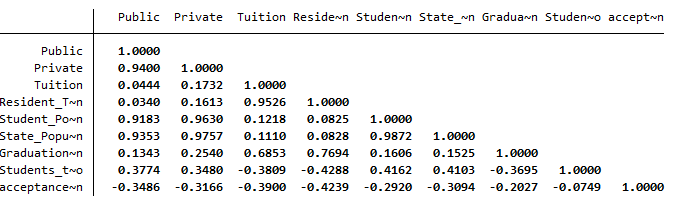 Public Private Tuition Reside~n Studen~n State_~n Gradua~n Studen~o accept~n
Public 1.0000
Private 0.9400 1.0000
Tuition 0.0444 0.1732 1.0000
Resident_T~n 0.0340 0.1613 0.9526 1.0000
Student_Po~n 0.9183 0.9630 0.1218 0.0825 1.0000
State_Popu~n 0.9353 0.9757 0.1110 0.0828 0.9872 1.0000
Graduation~n 0.1343 0.2540 0.6853 0.7694 0.1606 0.1525 1.0000
Students_t~o 0.3774 0.3480 -0.3809 -0.4288 0.4162 0.4103 -0.3695 1.0000
acceptance~n -0.3486 -0.3166 -0.3900 -0.4239 -0.2920 -0.3094 -0.2027 -0.0749 1.0000